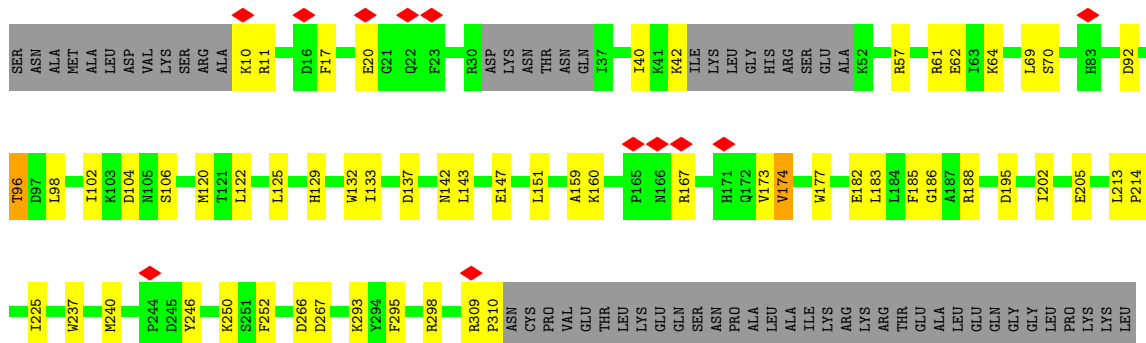 SER ASN ALA MET ALA ALA LEU ASP VAL LYS SER ARG ALA K10 R11 D16 F17 E20 G21 Q22 F23 R30 ASP LYS ASN THR ASN GLN I37 I40 K41 K42 ILE LYS LEU GLY HIS ARG SER GLU ALA K52 R57 R61 E62 I63 K64 L69 S70 H83 D92
T96 D97 L98 I102 K103 D104 N105 S106 M120 T121 L122 L125 H129 W132 I133 D137 N142 L143 E147 L151 A159 K160 P165 N166 R167 H171 Q172 V173 V174 W177 E182 L183 L184 F185 G186 A187 R188 D195 I202 E205 L213 P214
I225 W237 M240 P244 D245 Y246 K250 S251 F252 D266 D267 K293 Y294 F295 R298 R309 P310 ASN CYS PRO VAL GLU THR LEU LYS GLU GLN SER ASN PRO ALA LEU ALA ILE LYS ARG LYS ARG THR GLU ALA LEU GLU GLN GLY GLY LEU PRO LYS LYS LEU